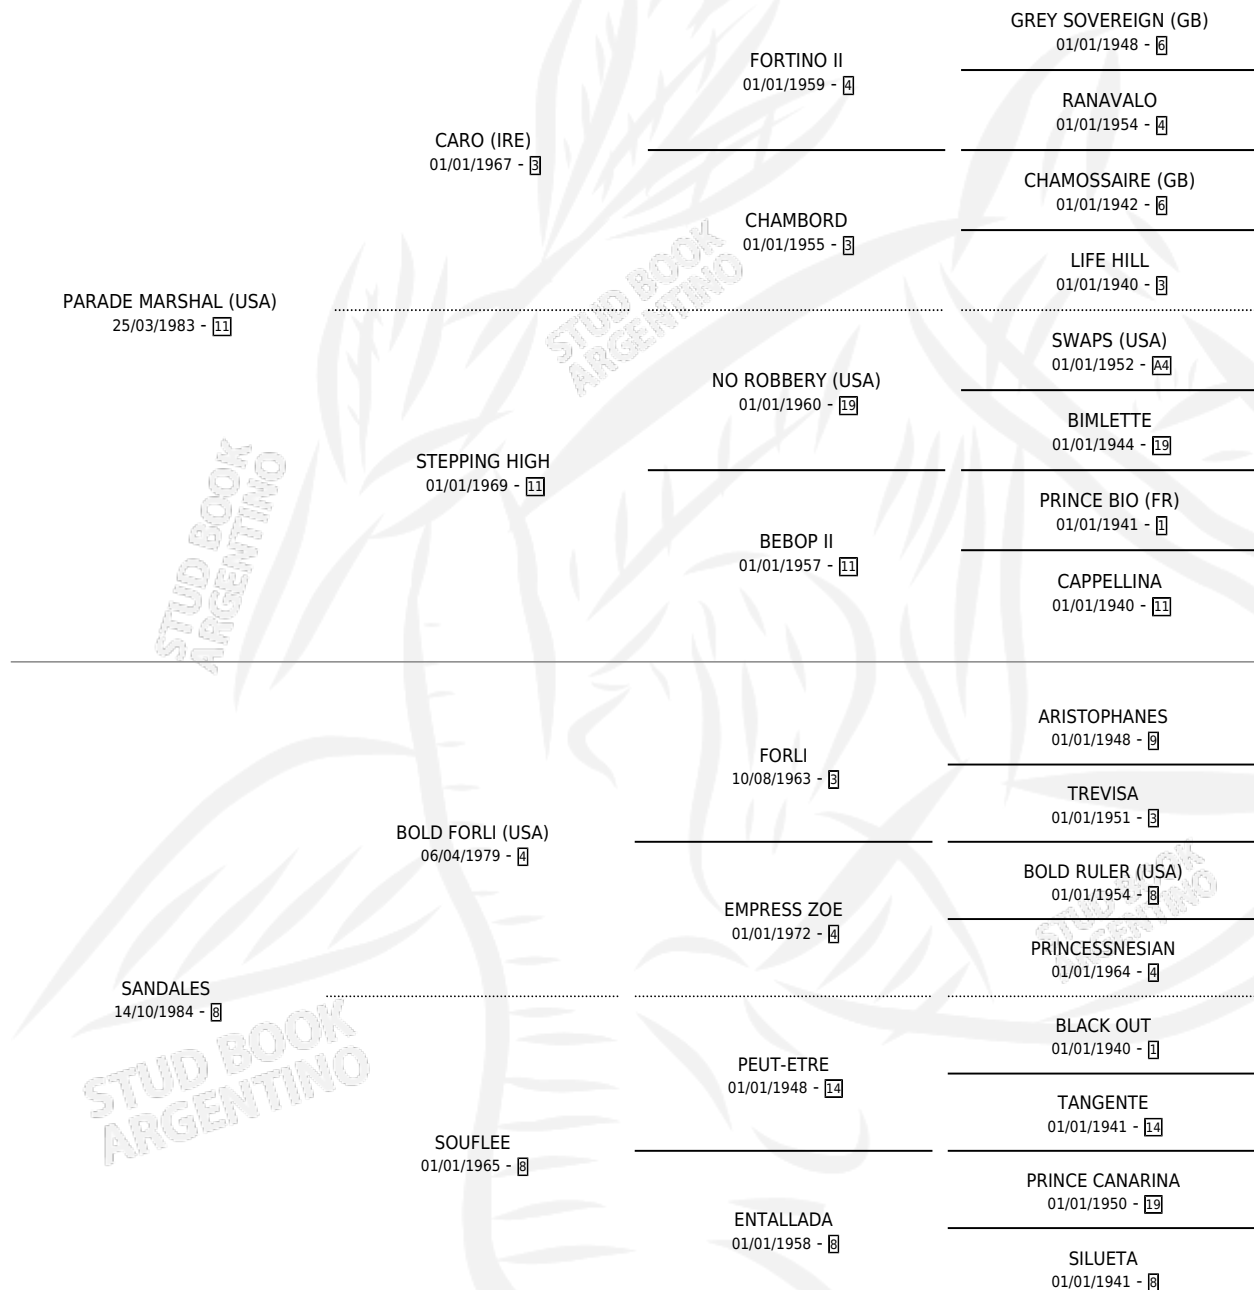 GREY SOVEREIGN (GB)
01/01/1948 - 6
FORTINO II
01/01/1959 - 4
RANAVALO
01/01/1954 - 4
CARO (IRE)
01/01/1967 - 3
CHAMOSSAIRE (GB)
01/01/1942 - 6
CHAMBORD
01/01/1955 - 3
LIFE HILL
01/01/1940 - 3
PARADE MARSHAL (USA)
25/03/1983 - 11
SWAPS (USA)
01/01/1952 - A4
NO ROBBERY (USA)
01/01/1960 - 19
BIMLETTE
01/01/1944 - 19
STEPPING HIGH
01/01/1969 - 11
PRINCE BIO (FR)
01/01/1941 - 1
BEBOP II
01/01/1957 - 11
CAPPELLINA
01/01/1940 - 11
ARISTOPHANES
01/01/1948 - 9
FORLI
10/08/1963 - 3
TREVISA
01/01/1951 - 3
BOLD FORLI (USA)
06/04/1979 - 4
BOLD RULER (USA)
01/01/1954 - 8
EMPRESS ZOE
01/01/1972 - 4
PRINCESSNESIAN
01/01/1964 - 4
SANDALES
14/10/1984 - 8
BLACK OUT
01/01/1940 - 1
PEUT-ETRE
01/01/1948 - 14
TANGENTE
01/01/1941 - 14
SOUFLEE
01/01/1965 - 8
PRINCE CANARINA
01/01/1950 - 19
ENTALLADA
01/01/1958 - 8
SILUETA
01/01/1941 - 8
STUD BOOK
ARGENTINO
STUD BOOK
ARGENTINO
STUD BOOK
ARGENTINO
STUD BOOK
ARGENTINO